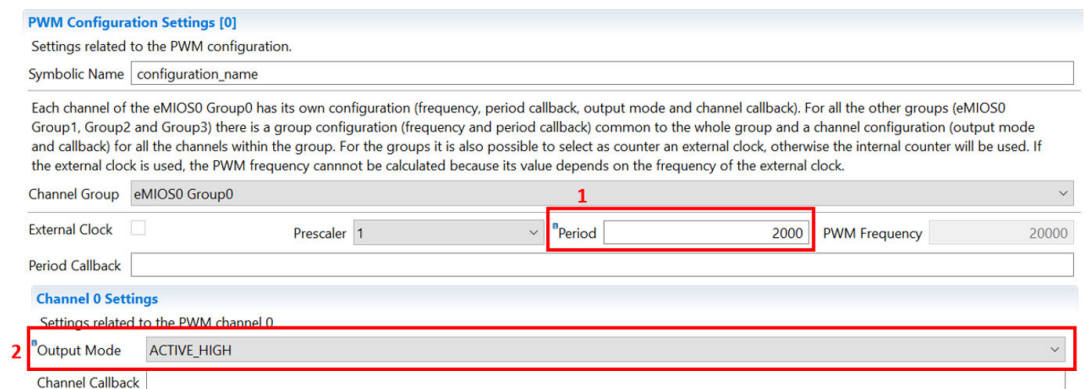 PWM Configuration Settings [0]
Settings related to the PWM configuration.
Symbolic Name configuration_name
Each channel of the eMIOS0 Group0 has its own configuration (frequency, period callback, output mode and channel callback). For all the other groups (eMIOS0
Group1, Group2 and Group3) there is a group configuration (frequency and period callback) common to the whole group and a channel configuration (output mode
and callback) for all the channels within the group. For the groups it is also possible to select as counter an external clock, otherwise the internal counter will be used. If
the external clock is used, the PWM frequency cannnot be calculated because its value depends on the frequency of the external clock.
Channel Group eMIOS0 Group0
1
External Clock Prescaler 1 Period 2000 PWM Frequency 20000
Period Callback
Channel 0 Settings
Settings related to the PWM channel 0
2 Output Mode ACTIVE_HIGH
Channel Callback